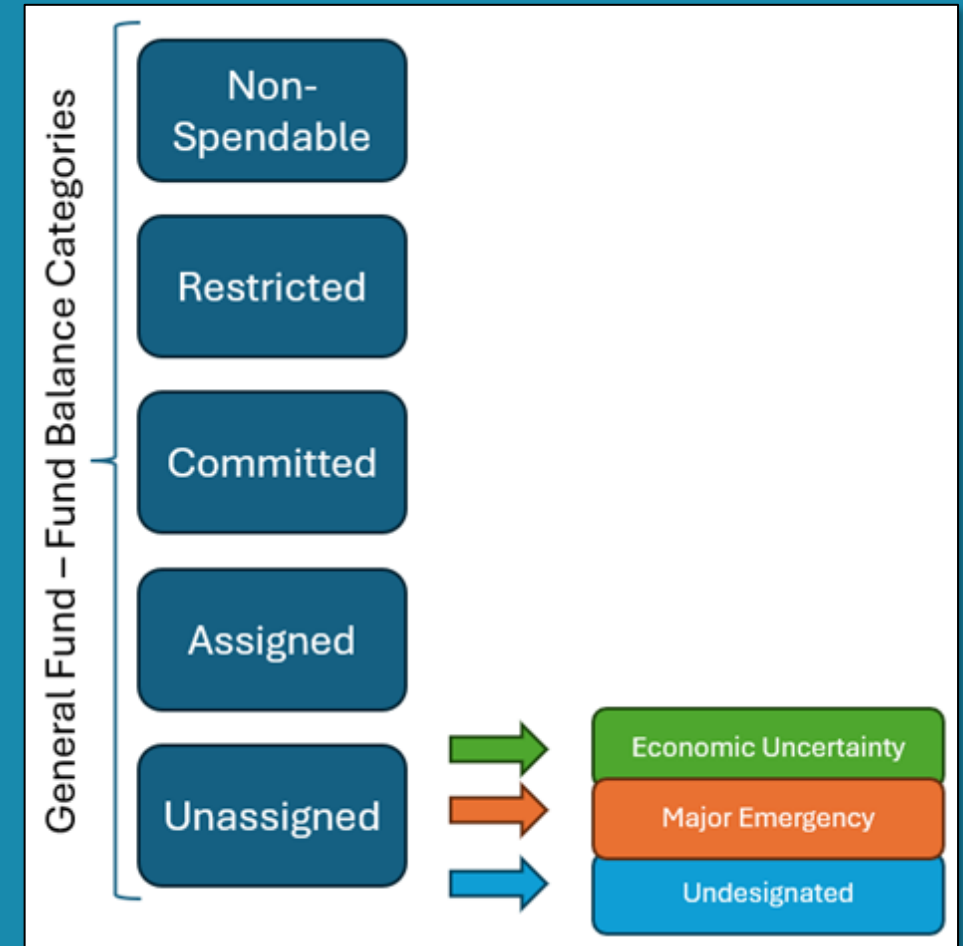 General Fund – Fund Balance Categories
Non-
Spendable
Restricted
Committed
Assigned
Unassigned
Economic Uncertainty
Major Emergency
Undesignated